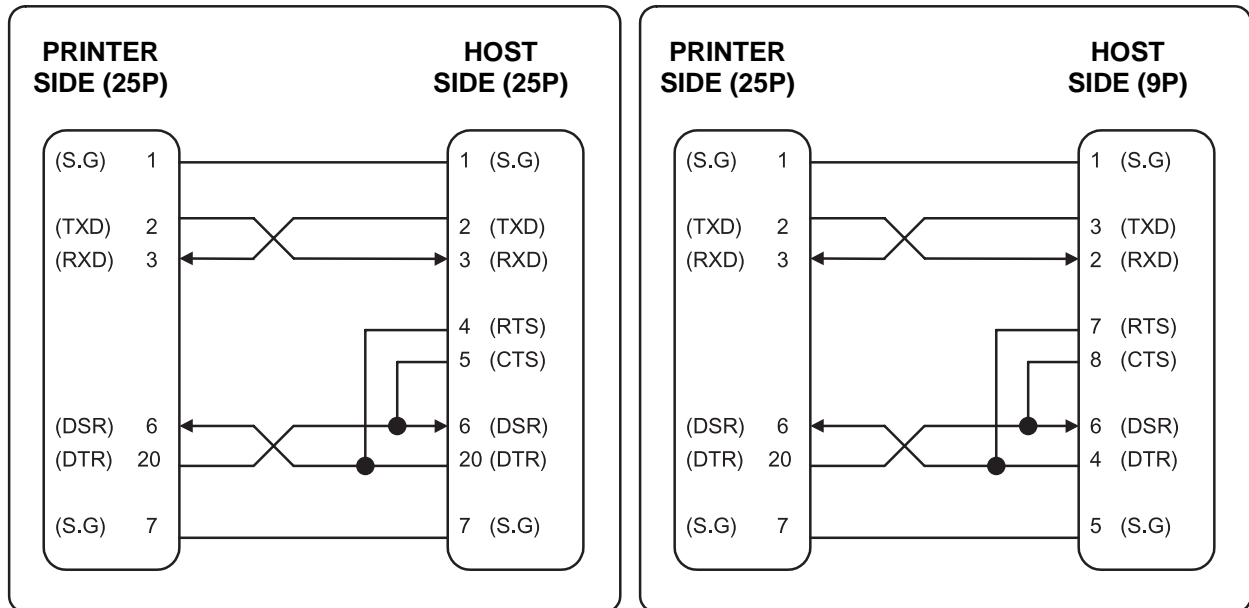 PRINTER
SIDE (25P)
HOST
SIDE (25P)
(S.G) 1
1 (S.G)
(TXD) 2
2 (TXD)
(RXD) 3
3 (RXD)
4 (RTS)
5 (CTS)
(DSR) 6
6 (DSR)
(DTR) 20
20 (DTR)
(S.G) 7
7 (S.G)
PRINTER
SIDE (25P)
HOST
SIDE (9P)
(S.G) 1
1 (S.G)
(TXD) 2
3 (TXD)
(RXD) 3
2 (RXD)
7 (RTS)
8 (CTS)
(DSR) 6
6 (DSR)
(DTR) 20
4 (DTR)
(S.G) 7
5 (S.G)